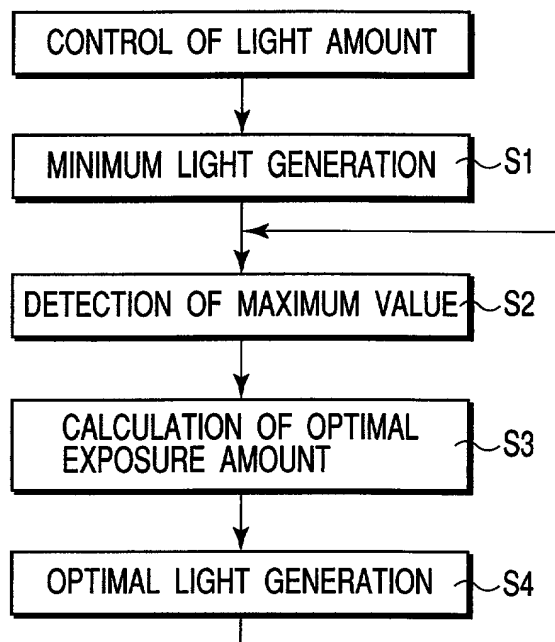 CONTROL OF LIGHT AMOUNT
MINIMUM LIGHT GENERATION
S1
DETECTION OF MAXIMUM VALUE
S2
CALCULATION OF OPTIMAL
EXPOSURE AMOUNT
S3
OPTIMAL LIGHT GENERATION
S4